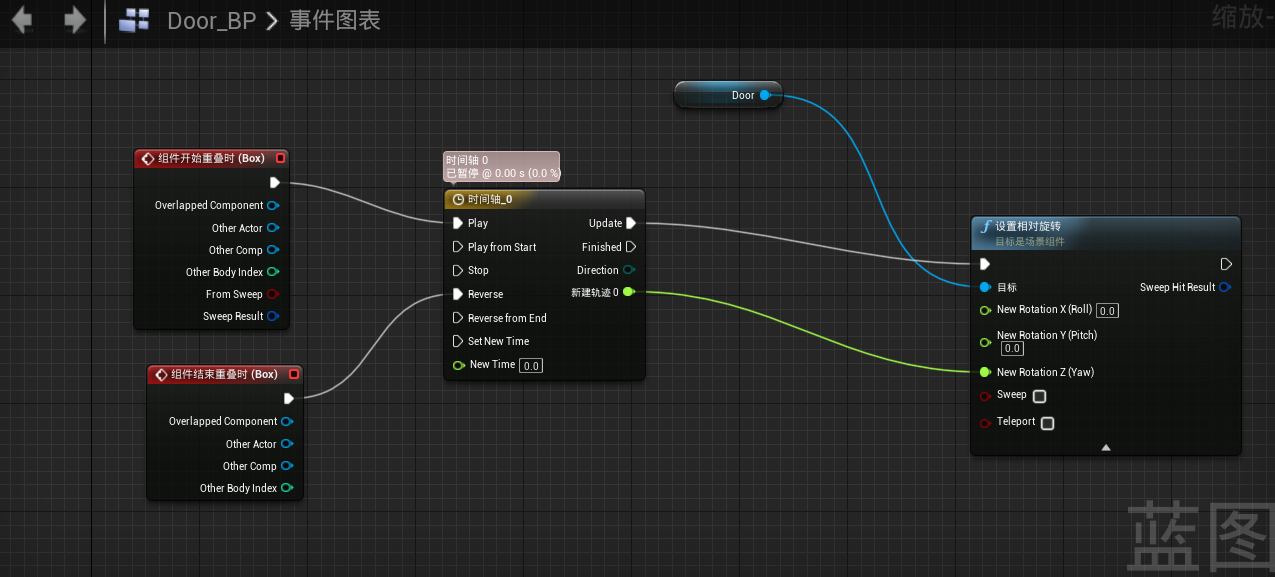 Door_BP > 事件图表
缩放-
Door
组件开始重叠时 (Box)
Overlapped Component
Other Actor
Other Comp
Other Body Index
From Sweep
Sweep Result
组件结束重叠时 (Box)
Overlapped Component
Other Actor
Other Comp
Other Body Index
时间轴 0
已暂停 @ 0.00 s (0.0 %)
时间轴_0
Play
Update
Play from Start
Finished
Stop
Direction
Reverse
新建轨迹 0
Reverse from End
Set New Time
New Time 0.0
f 设置相对旋转
目标是场景组件
目标
Sweep Hit Result
New Rotation X (Roll) 0.0
New Rotation Y (Pitch)
0.0
New Rotation Z (Yaw)
Sweep
Teleport
蓝图